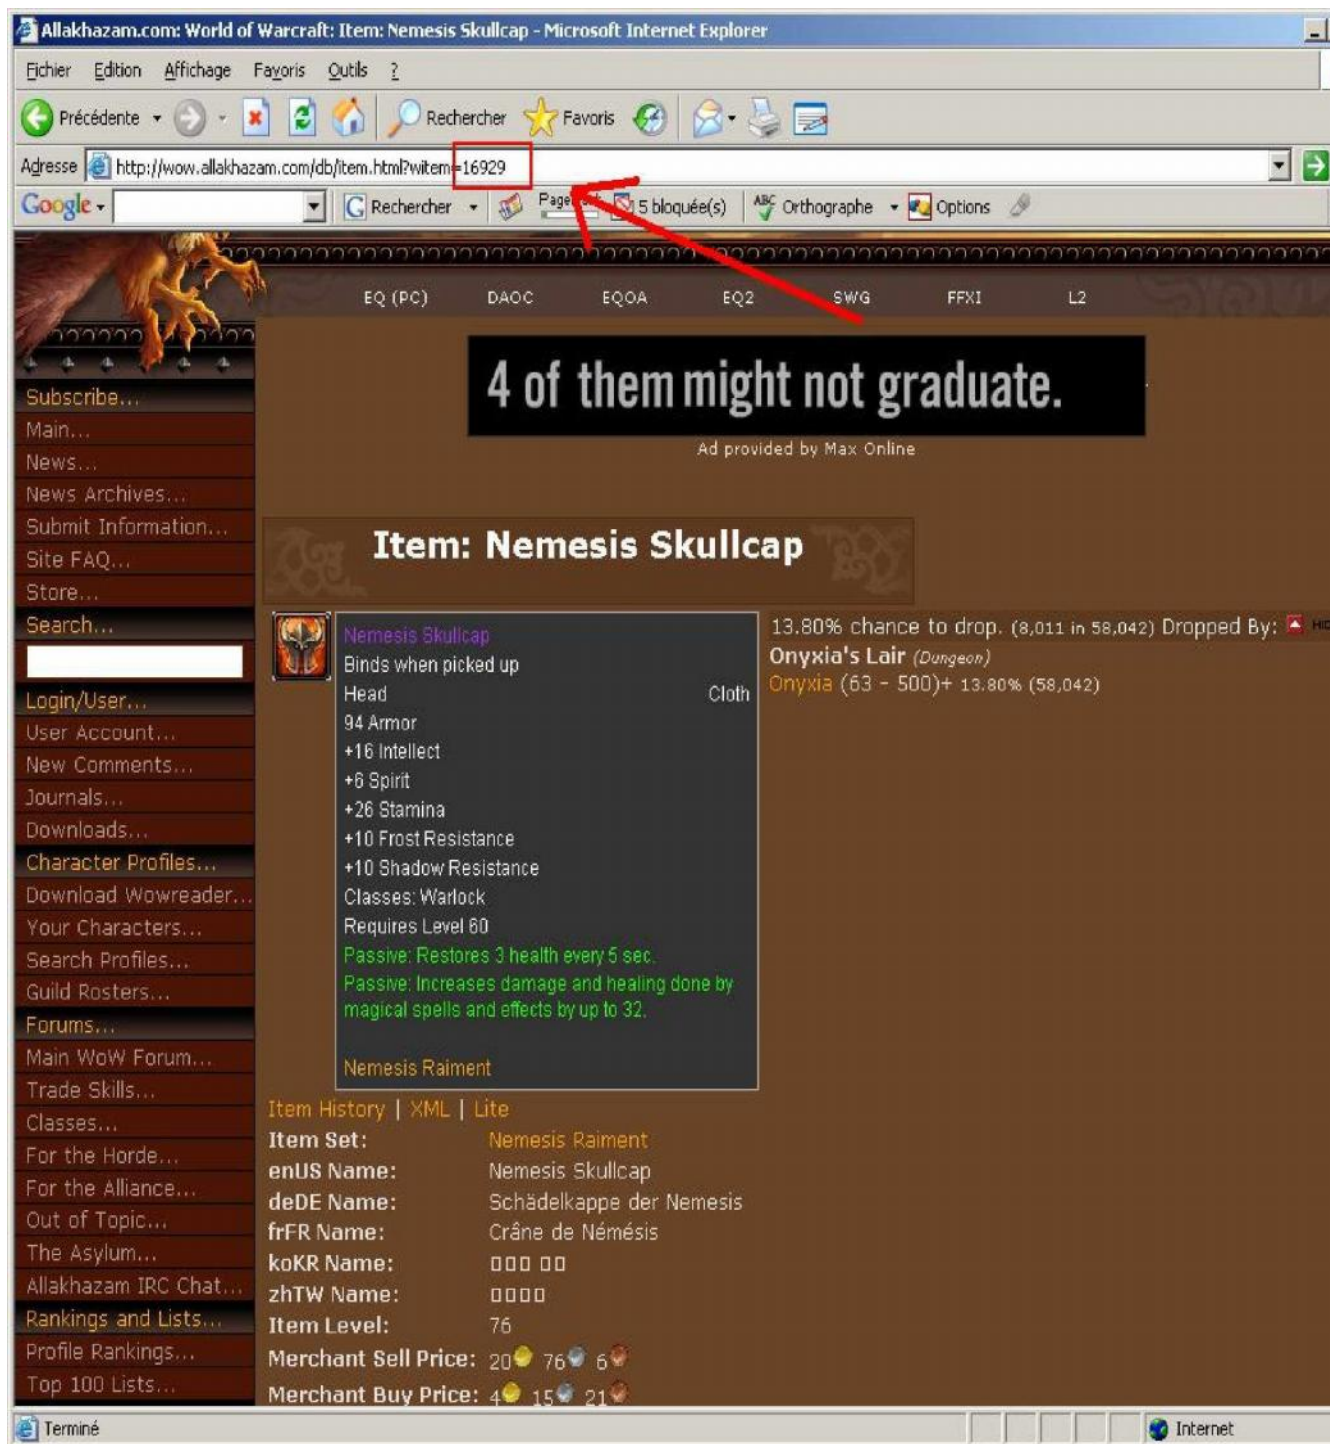 Allakhazam.com: World of Warcraft: Item: Nemesis Skullcap - Microsoft Internet Explorer
Fichier Edition Affichage Favoris Outils ?
Précédente Rechercher Favoris
Adresse http://wow.allakhazam.com/db/item.html?witem=16929
Google Rechercher 5 bloquée(s) ABC Orthographe Options
EQ (PC) DAOC EQOA EQ2 SWG FFXI L2
4 of them might not graduate.
Ad provided by Max Online
Subscribe...
Main...
News...
News Archives...
Submit Information...
Site FAQ...
Store...
Search...
Login/User...
User Account...
New Comments...
Journals...
Downloads...
Character Profiles...
Download Wowreader...
Your Characters...
Search Profiles...
Guild Rosters...
Forums...
Main WoW Forum...
Trade Skills...
Classes...
For the Horde...
For the Alliance...
Out of Topic...
The Asylum...
Allakhazam IRC Chat...
Rankings and Lists...
Profile Rankings...
Top 100 Lists...
Item: Nemesis Skullcap
Nemesis Skullcap
Binds when picked up
Head Cloth
94 Armor
+16 Intellect
+6 Spirit
+26 Stamina
+10 Frost Resistance
+10 Shadow Resistance
Classes: Warlock
Requires Level 60
Passive: Restores 3 health every 5 sec.
Passive: Increases damage and healing done by
magical spells and effects by up to 32.
Nemesis Raiment
13.80% chance to drop. (8,011 in 58,042) Dropped By:
Onyxia's Lair (Dungeon)
Onyxia (63 - 500)+ 13.80% (58,042)
Item History | XML | Lite
Item Set: Nemesis Raiment
enUS Name: Nemesis Skullcap
deDE Name: Schädelkappe der Nemesis
frFR Name: Crâne de Némésis
koKR Name:
zhTW Name:
Item Level: 76
Merchant Sell Price: 20 76 6
Merchant Buy Price: 4 15 21
Terminé Internet